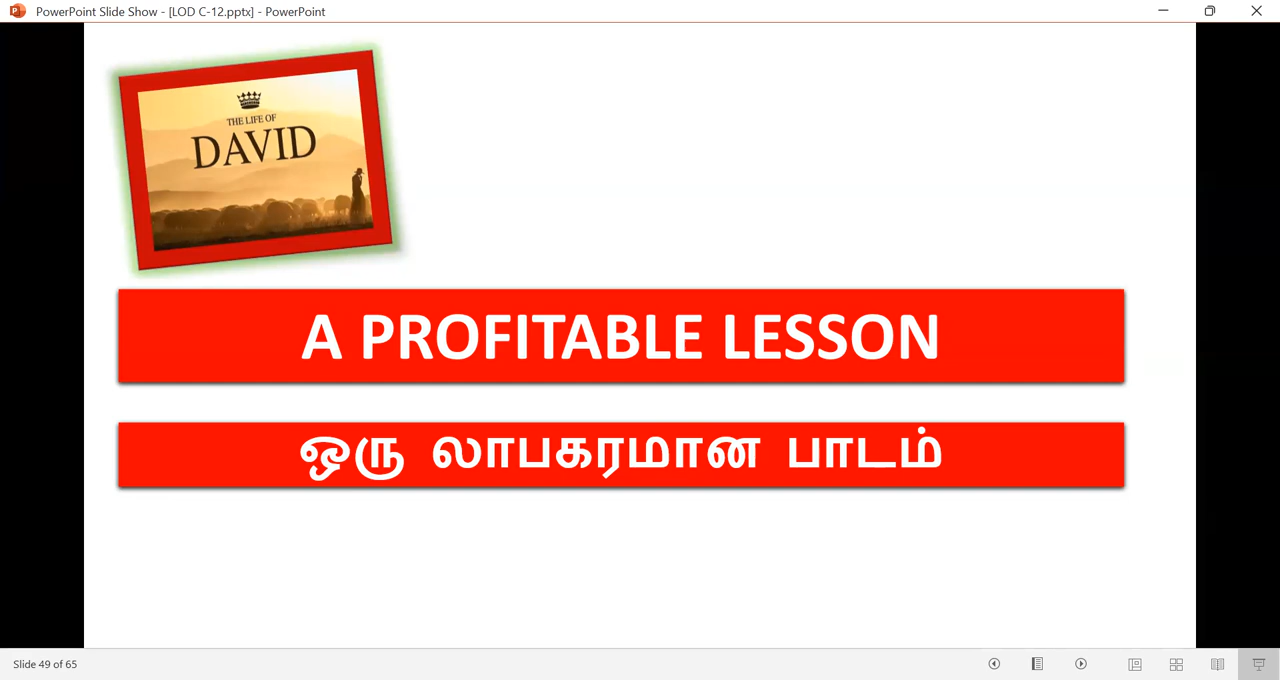 PowerPoint Slide Show - [LOD C-12.pptx] - PowerPoint
THE LIFE OF
DAVID
A PROFITABLE LESSON
ஒரு லாபகரமான பாடம்
Slide 49 of 65